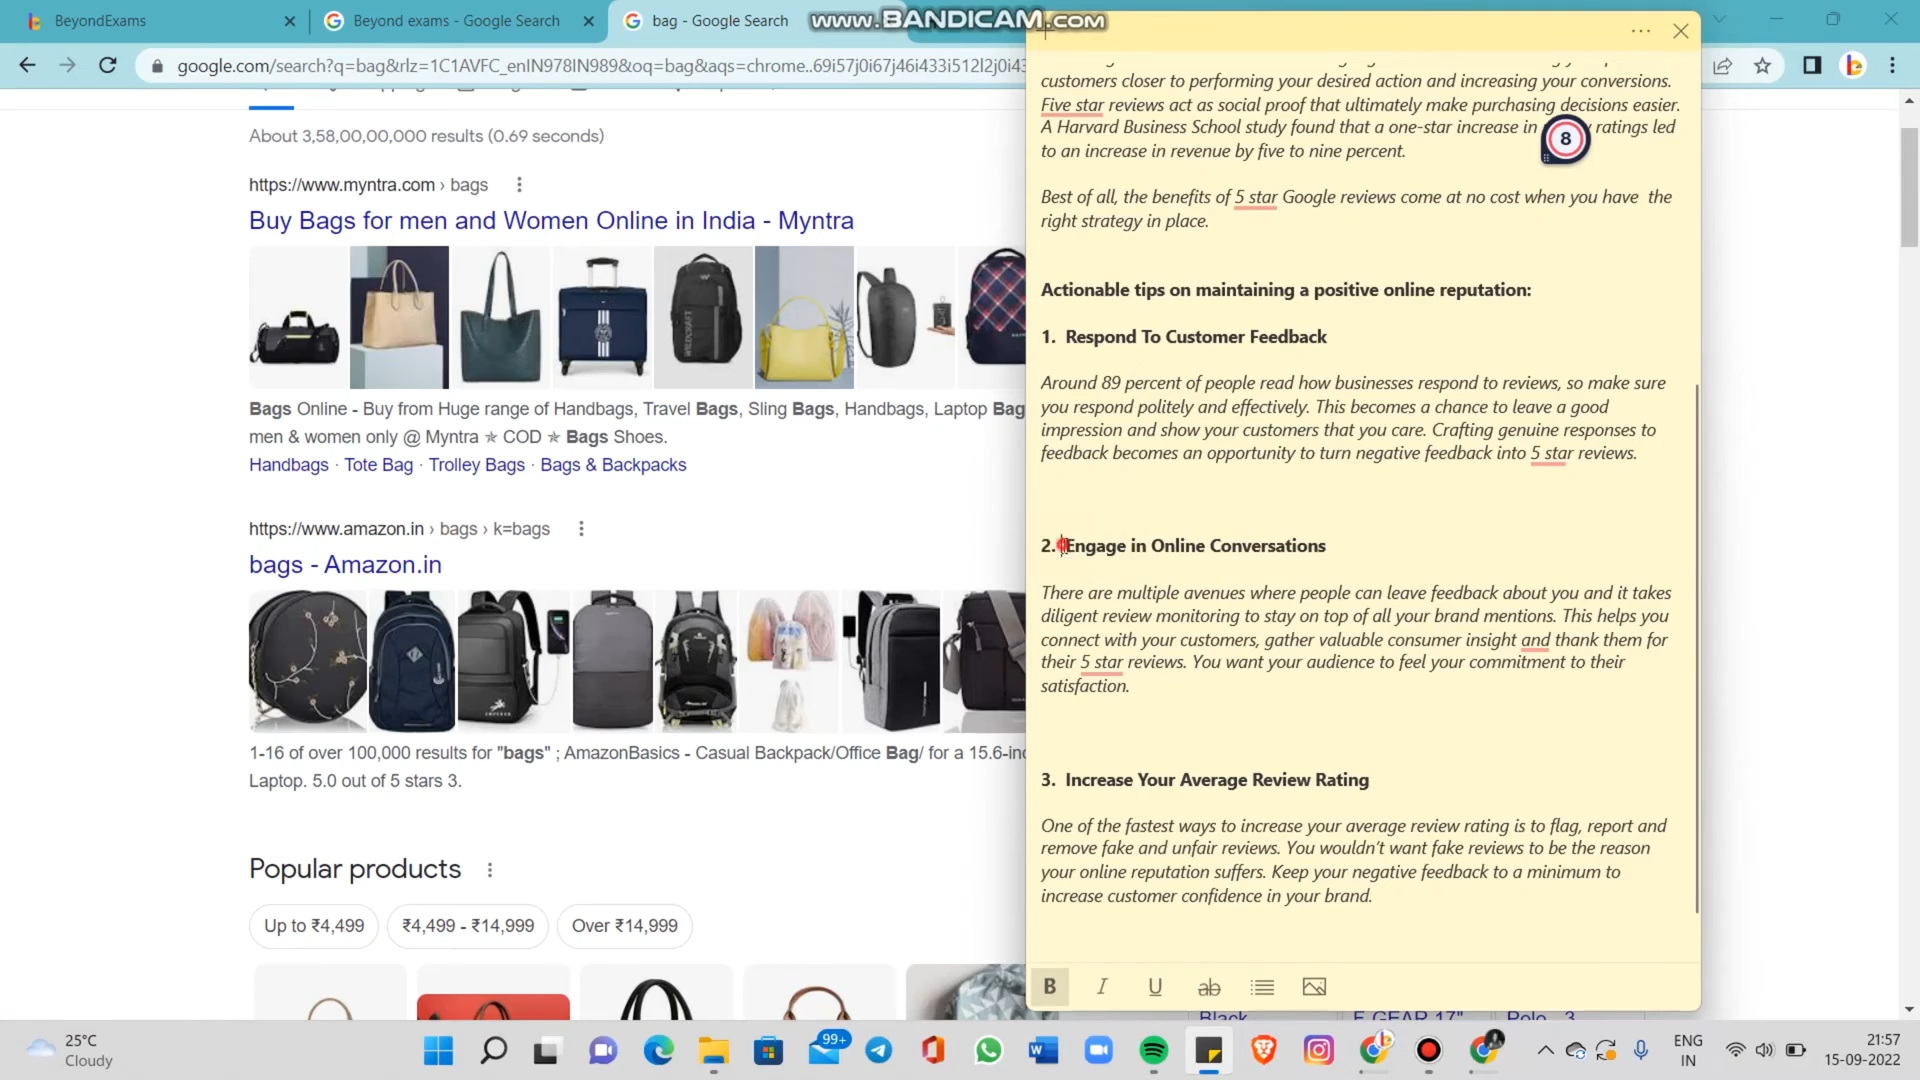 BeyondExams
Beyond exams - Google Search
bag - Google Search
www.BANDICAM.com
google.com/search?q=bag&rlz=1C1AVFC_enIN978IN989&oq=bag&aqs=chrome..69i57j0i67j46i433i512l2j0i43
About 3,58,00,00,000 results (0.69 seconds)
https://www.myntra.com › bags
Buy Bags for men and Women Online in India - Myntra
WILDCRAFT
Bags Online - Buy from Huge range of Handbags, Travel Bags, Sling Bags, Handbags, Laptop Bag
men & women only @ Myntra ✯ COD ✯ Bags Shoes.
Handbags · Tote Bag · Trolley Bags · Bags & Backpacks
https://www.amazon.in › bags › k=bags
bags - Amazon.in
1-16 of over 100,000 results for "bags" ; AmazonBasics - Casual Backpack/Office Bag/ for a 15.6-inc
Laptop. 5.0 out of 5 stars 3.
Popular products
Up to ₹4,499
₹4,499 - ₹14,999
Over ₹14,999
customers closer to performing your desired action and increasing your conversions.
Five star reviews act as social proof that ultimately make purchasing decisions easier.
A Harvard Business School study found that a one-star increase in ratings led
8
to an increase in revenue by five to nine percent.
Best of all, the benefits of 5 star Google reviews come at no cost when you have  the
right strategy in place.
Actionable tips on maintaining a positive online reputation:
1.  Respond To Customer Feedback
Around 89 percent of people read how businesses respond to reviews, so make sure
you respond politely and effectively. This becomes a chance to leave a good
impression and show your customers that you care. Crafting genuine responses to
feedback becomes an opportunity to turn negative feedback into 5 star reviews.
2.  Engage in Online Conversations
There are multiple avenues where people can leave feedback about you and it takes
diligent review monitoring to stay on top of all your brand mentions. This helps you
connect with your customers, gather valuable consumer insight and thank them for
their 5 star reviews. You want your audience to feel your commitment to their
satisfaction.
3.  Increase Your Average Review Rating
One of the fastest ways to increase your average review rating is to flag, report and
remove fake and unfair reviews. You wouldn't want fake reviews to be the reason
your online reputation suffers. Keep your negative feedback to a minimum to
increase customer confidence in your brand.
B I U ab
Black
F GEAR 17"
Polo
25°C
Cloudy
99+
ENG
IN
21:57
15-09-2022